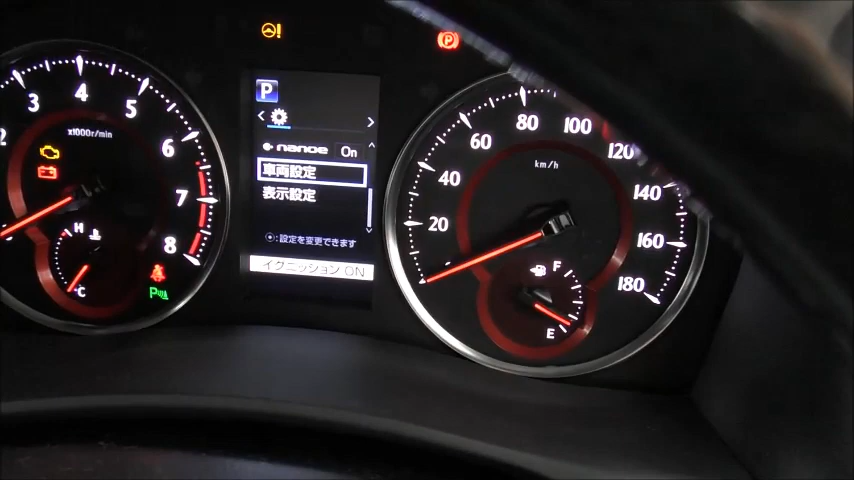 P
nanoe On
車両設定
表示設定
:設定を変更できます
イグニッション ON
2
3
4
5
6
7
8
x1000r/min
H
C
P
20
40
60
80
100
120
140
160
180
km/h
F
E
P